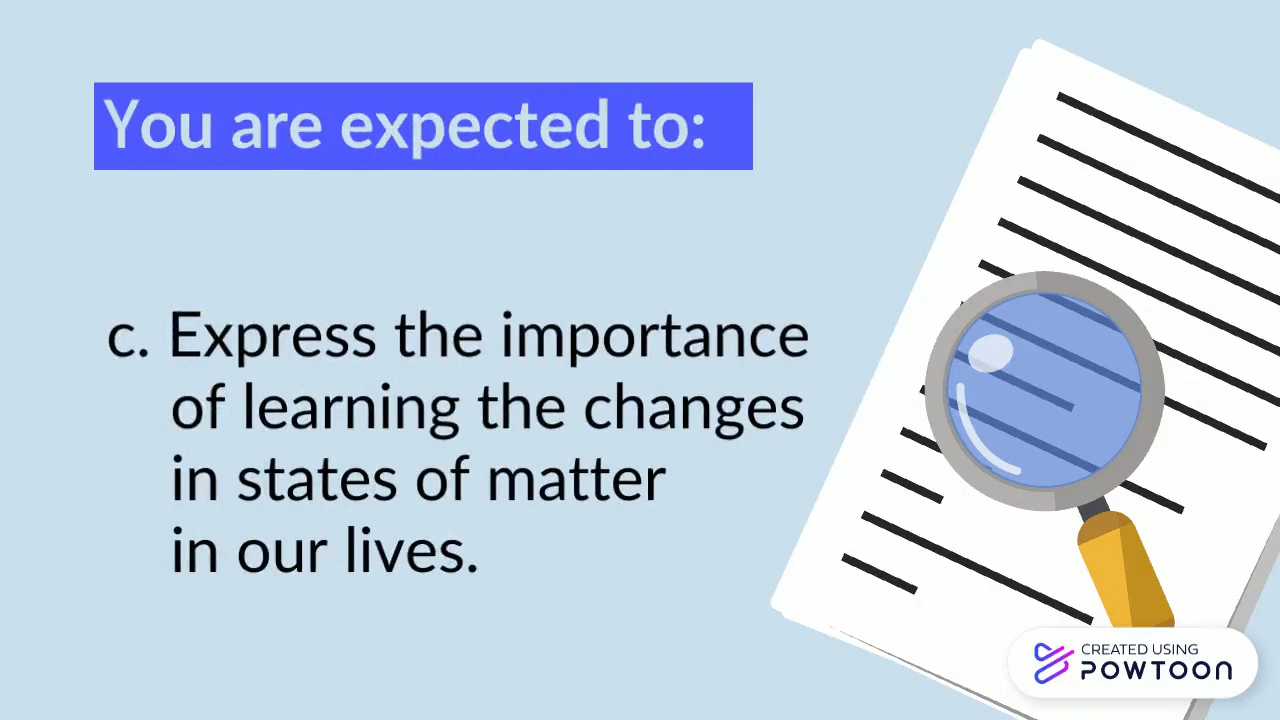 You are expected to:
c. Express the importance
of learning the changes
in states of matter
in our lives.
CREATED USING
POWTOON